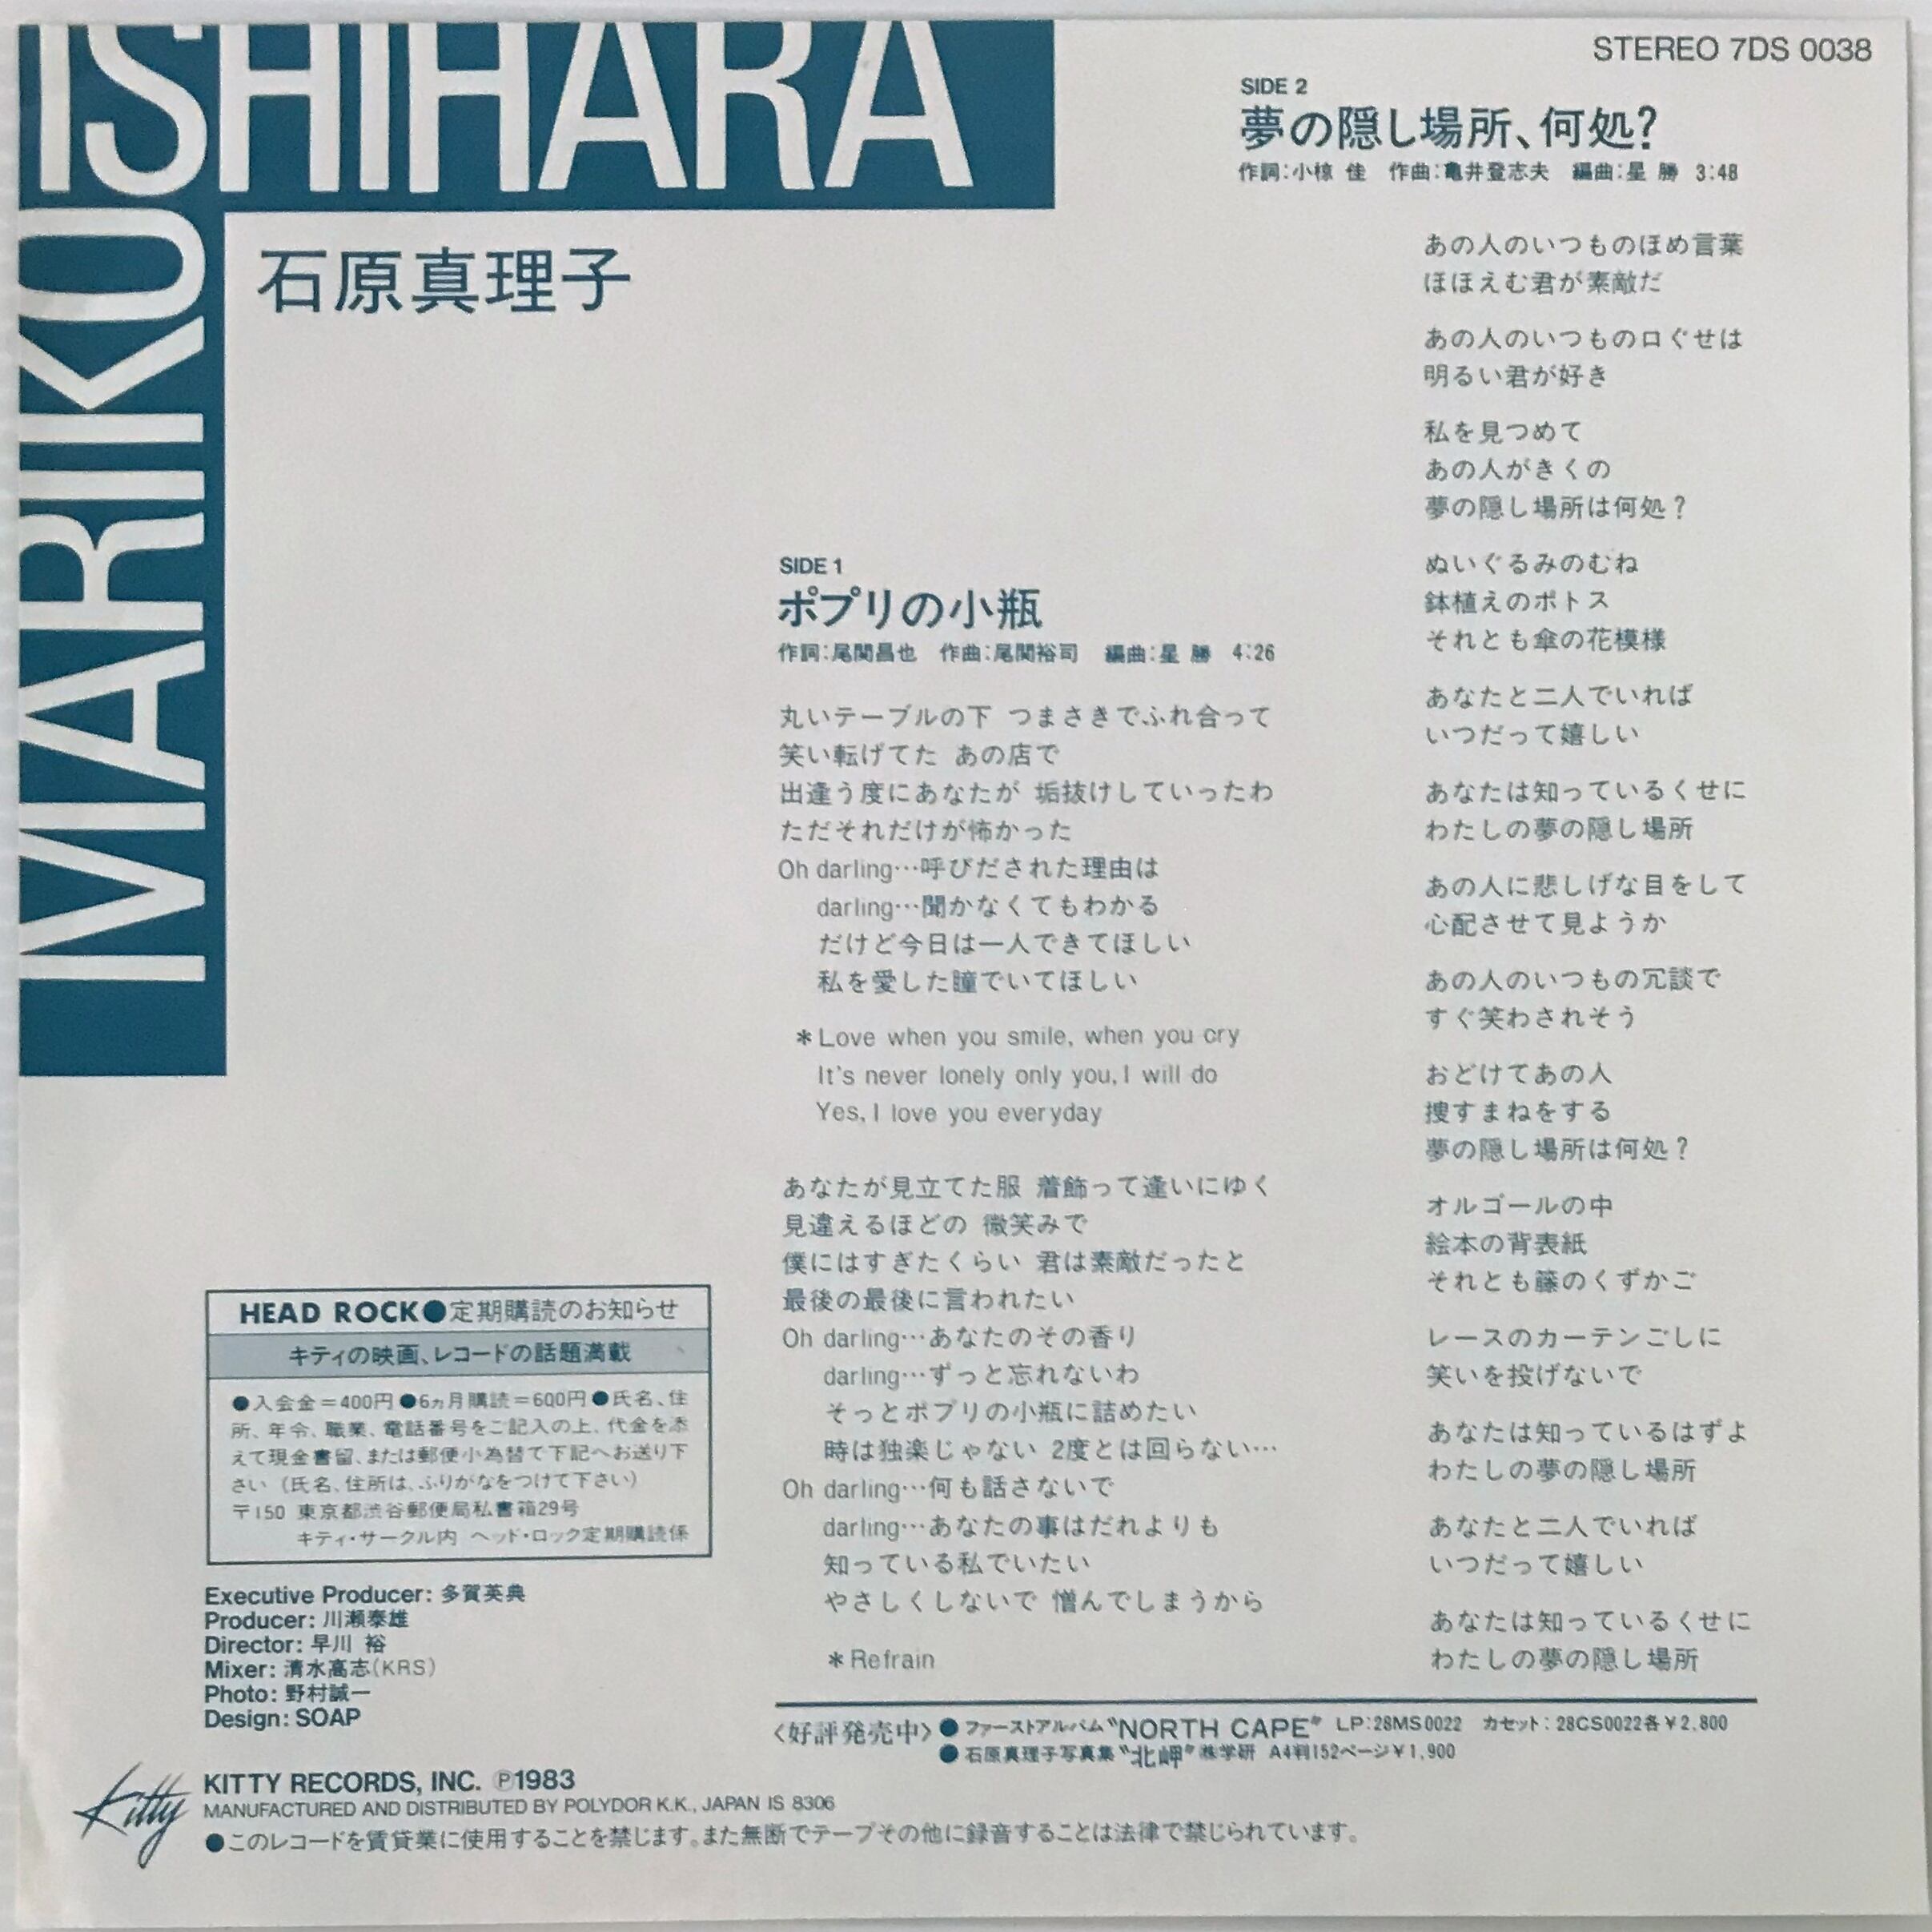 MARIKO ISHIHARA
石原真理子
STEREO 7DS 0038
SIDE 1
ポプリの小瓶
作詞:尾関昌也 作曲:尾関裕司 編曲:星 勝 4:26
丸いテーブルの下 つまさきでふれ合って
笑い転げてた あの店で
出逢う度にあなたが 垢抜けしていったわ
ただそれだけが怖かった
Oh darling…呼びだされた理由は
darling…聞かなくてもわかる
だけど今日は一人できてほしい
私を愛した瞳でいてほしい
*Love when you smile, when you cry
It's never lonely only you, I will do
Yes, I love you everyday
あなたが見立てた服 着飾って逢いにゆく
見違えるほどの 微笑みで
僕にはすぎたくらい 君は素敵だったと
最後の最後に言われたい
Oh darling…あなたのその香り
darling…ずっと忘れないわ
そっとポプリの小瓶に詰めたい
時は独楽じゃない 2度とは回らない…
Oh darling…何も話さないで
darling…あなたの事はだれよりも
知っている私でいたい
やさしくしないで 憎んでしまうから
*Refrain
SIDE 2
夢の隠し場所、何処?
作詞:小椋 佳 作曲:亀井登志夫 編曲:星 勝 3:48
あの人のいつものほめ言葉
ほほえむ君が素敵だ
あの人のいつもの口ぐせは
明るい君が好き
私を見つめて
あの人がきくの
夢の隠し場所は何処?
ぬいぐるみのむね
鉢植えのポトス
それとも傘の花模様
あなたと二人でいれば
いつだって嬉しい
あなたは知っているくせに
わたしの夢の隠し場所
あの人に悲しげな目をして
心配させて見ようか
あの人のいつもの冗談で
すぐ笑わされそう
おどけてあの人
捜すまねをする
夢の隠し場所は何処?
オルゴールの中
絵本の背表紙
それとも籐のくずかご
レースのカーテンごしに
笑いを投げないで
あなたは知っているはずよ
わたしの夢の隠し場所
あなたと二人でいれば
いつだって嬉しい
あなたは知っているくせに
わたしの夢の隠し場所
HEAD ROCK●定期購読のお知らせ
キティの映画、レコードの話題満載
●入会金=400円●6ヵ月購読=600円●氏名、住
所、年令、職業、電話番号をご記入の上、代金を添
えて現金書留、または郵便小為替で下記へお送り下
さい (氏名、住所は、ふりがなをつけて下さい)
〒150 東京都渋谷郵便局私書箱29号
キティ・サークル内 ヘッド・ロック定期購読係
Executive Producer: 多賀英典
Producer: 川瀬泰雄
Director: 早川 裕
Mixer: 清水高志(KRS)
Photo: 野村誠一
Design: SOAP
〈好評発売中〉●ファーストアルバム“NORTH CAPE” LP:28MS0022 カセット:28CS0022各¥2,800
●石原真理子写真集“北岬”㈱学研 A4判152ページ¥1,900
Kitty
KITTY RECORDS, INC. Ⓟ1983
MANUFACTURED AND DISTRIBUTED BY POLYDOR K.K., JAPAN IS 8306
●このレコードを賃貸業に使用することを禁じます。また無断でテープその他に録音することは法律で禁じられています。